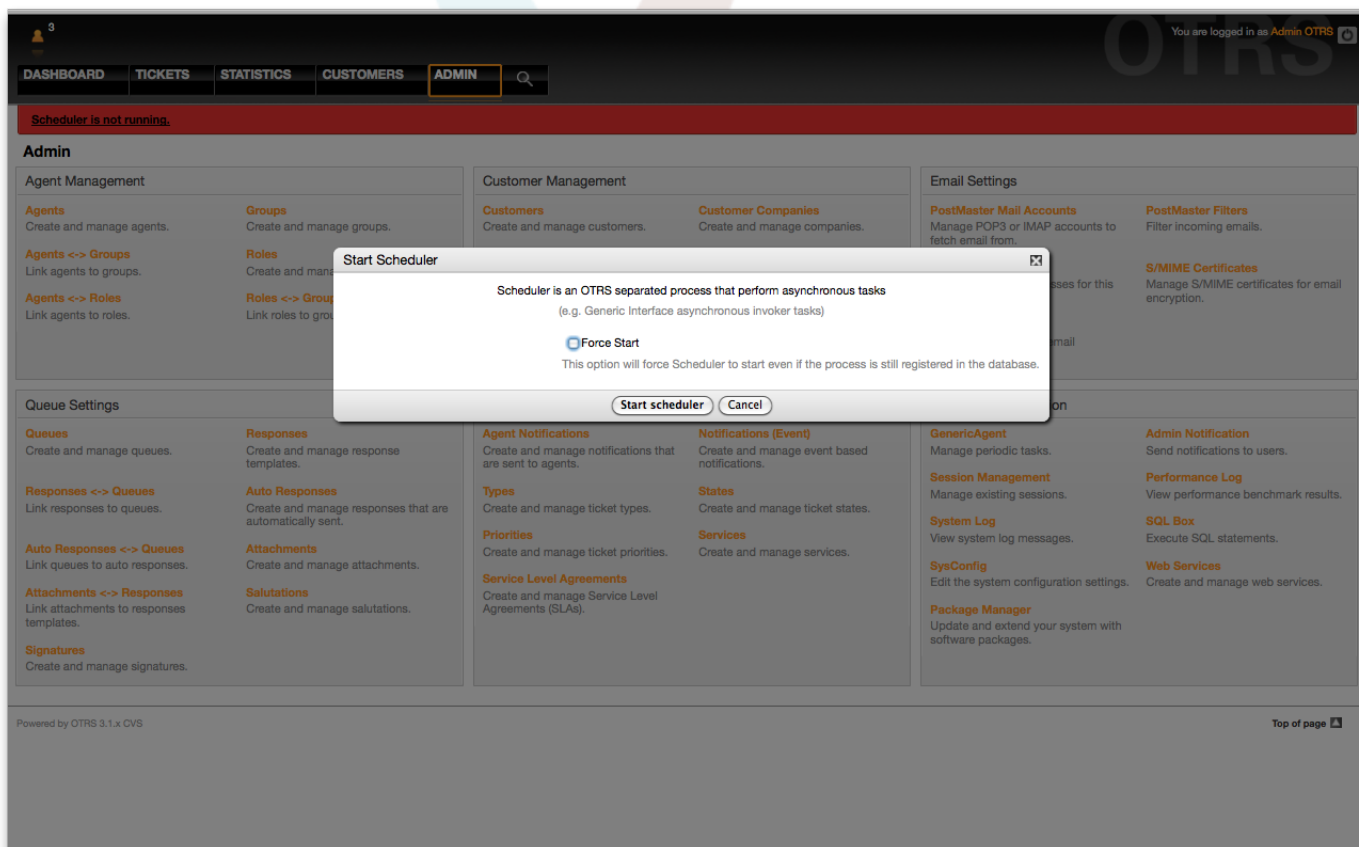 3
OTRS
You are logged in as Admin OTRS
DASHBOARD TICKETS STATISTICS CUSTOMERS ADMIN
Scheduler is not running.
Admin
Agent Management
Agents
Create and manage agents.
Groups
Create and manage groups.
Agents <-> Groups
Link agents to groups.
Roles
Create and mana
Agents <-> Roles
Link agents to roles.
Roles <-> Group
Link roles to grou
Customer Management
Customers
Create and manage customers.
Customer Companies
Create and manage companies.
Email Settings
PostMaster Mail Accounts
Manage POP3 or IMAP accounts to
fetch email from.
PostMaster Filters
Filter incoming emails.
sses for this
S/MIME Certificates
Manage S/MIME certificates for email
encryption.
email
Start Scheduler
Scheduler is an OTRS separated process that perform asynchronous tasks
(e.g. Generic Interface asynchronous invoker tasks)
Force Start
This option will force Scheduler to start even if the process is still registered in the database.
Start scheduler Cancel
Queue Settings
Queues
Create and manage queues.
Responses
Create and manage response
templates.
Responses <-> Queues
Link responses to queues.
Auto Responses
Create and manage responses that are
automatically sent.
Auto Responses <-> Queues
Link queues to auto responses.
Attachments
Create and manage attachments.
Attachments <-> Responses
Link attachments to responses
templates.
Salutations
Create and manage salutations.
Signatures
Create and manage signatures.
Agent Notifications
Create and manage notifications that
are sent to agents.
Notifications (Event)
Create and manage event based
notifications.
Types
Create and manage ticket types.
States
Create and manage ticket states.
Priorities
Create and manage ticket priorities.
Services
Create and manage services.
Service Level Agreements
Create and manage Service Level
Agreements (SLAs).
on
GenericAgent
Manage periodic tasks.
Admin Notification
Send notifications to users.
Session Management
Manage existing sessions.
Performance Log
View performance benchmark results.
System Log
View system log messages.
SQL Box
Execute SQL statements.
SysConfig
Edit the system configuration settings.
Web Services
Create and manage web services.
Package Manager
Update and extend your system with
software packages.
Powered by OTRS 3.1.x CVS
Top of page